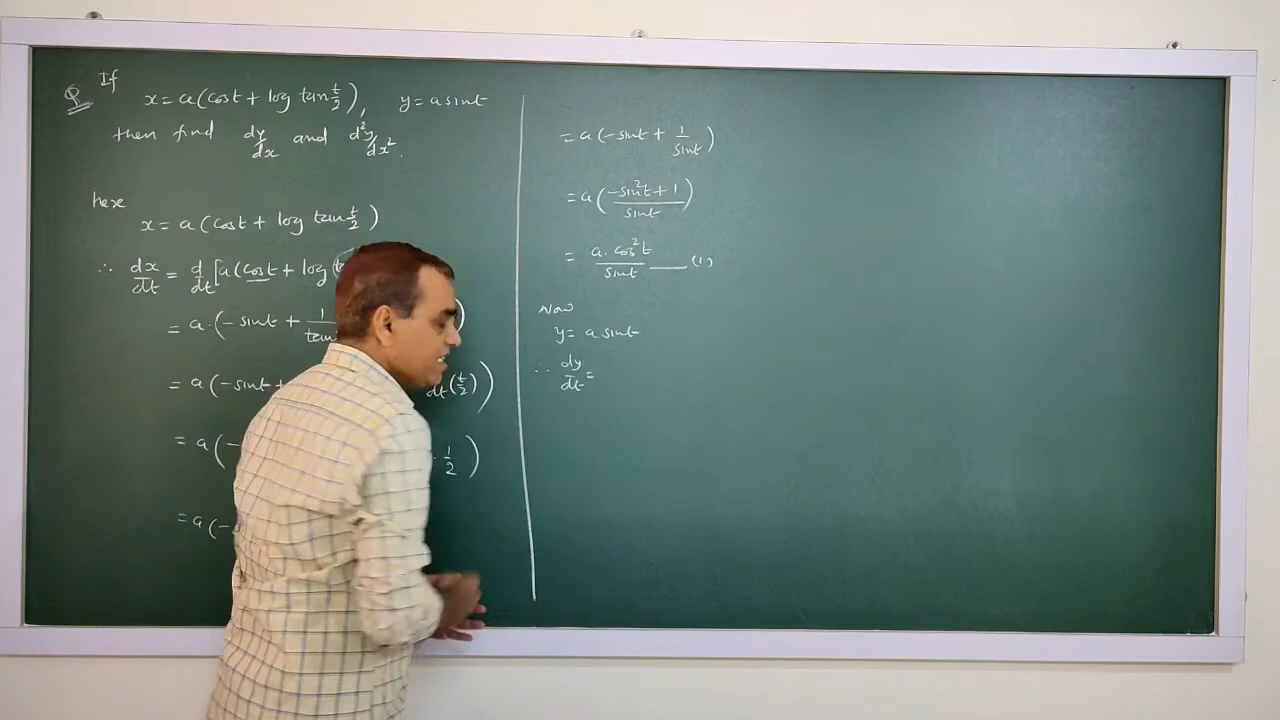 Q If
x = a(cost + log tan t/2), y = a sint
then find dy/dx and d²y/dx².
here
x = a(cost + log tan t/2)
∴ dx/dt = d/dt[a(cost + log
= a·(-sint + 1/tan )
= a(-sint + dt(t/2))
= a(- · 1/2)
= a(-
= a(-sint + 1/sint)
= a((-sin²t + 1)/sint)
= a·cos²t/sint —— (1)
Now
y = a sint
∴ dy/dt =